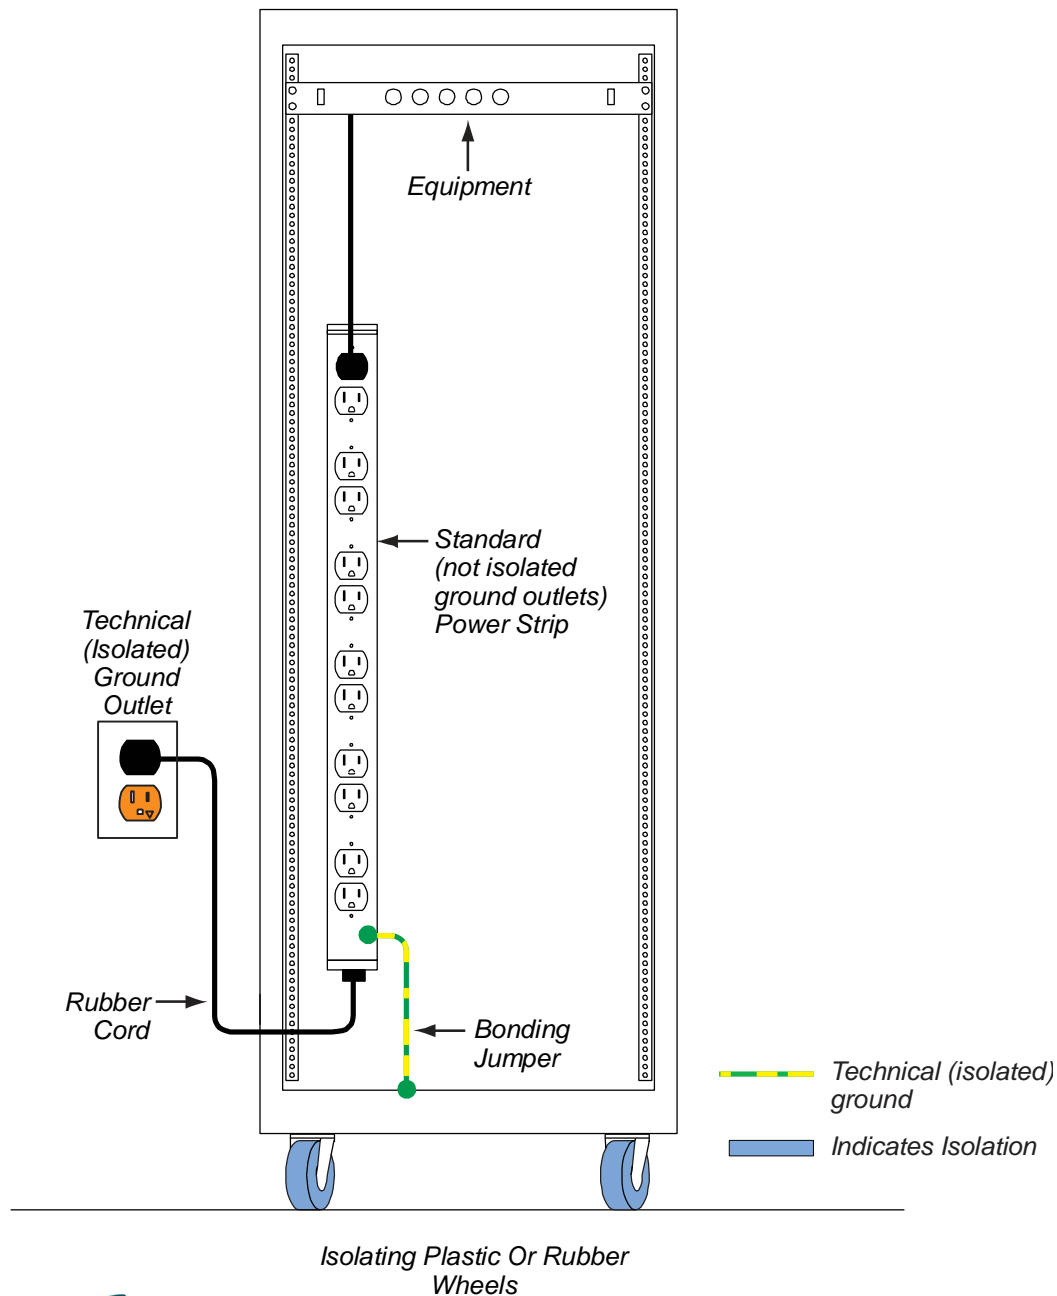 Equipment
Standard
(not isolated
ground outlets)
Power Strip
Technical
(Isolated)
Ground
Outlet
Rubber
Cord
Bonding
Jumper
Technical (isolated)
ground
Indicates Isolation
Isolating Plastic Or Rubber
Wheels